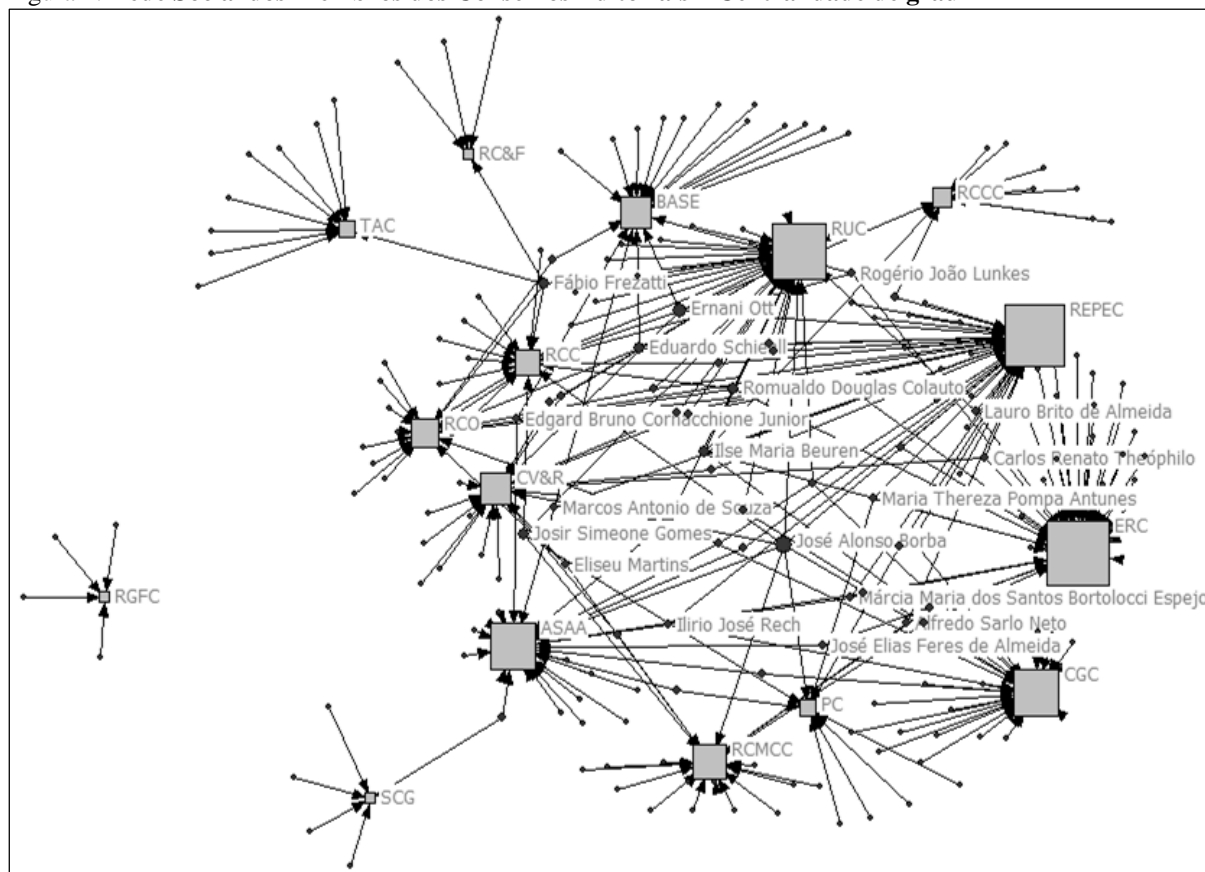 RC&F
TAC
BASE
RCCC
RUC
Fábio Frezatti
Rogério João Lunkes
Ernani Ott
REPEC
Eduardo Schiehll
RCC
Romualdo Douglas Colauto
Lauro Brito de Almeida
RCO
Edgard Bruno Cornacchione Junior
Ilse Maria Beuren
Carlos Renato Theóphilo
CV&R
Maria Thereza Pompa Antunes
Marcos Antonio de Souza
ERC
Josir Simeone Gomes
José Alonso Borba
Eliseu Martins
RGFC
Márcia Maria dos Santos Bortolocci Espejo
ASAA
Ilirio José Rech
Alfredo Sarlo Neto
José Elias Feres de Almeida
CGC
PC
RCMCC
SCG